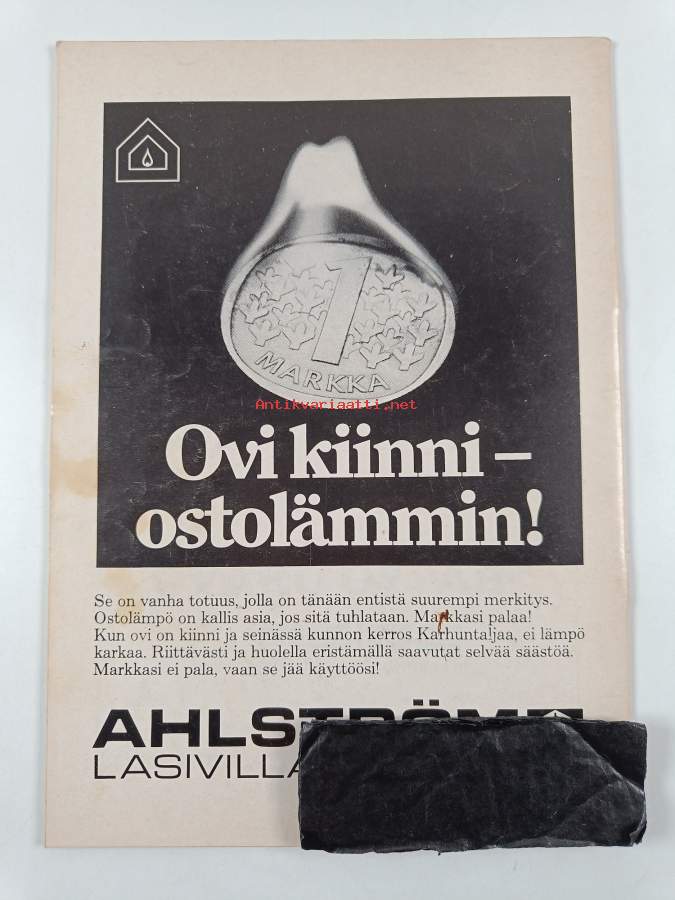 1
MARKKA
Antikvariaatti.net
Ovi kiinni –
ostolämmin!
Se on vanha totuus, jolla on tänään entistä suurempi merkitys.
Ostolämpö on kallis asia, jos sitä tuhlataan. Markkasi palaa!
Kun ovi on kiinni ja seinässä kunnon kerros Karhuntaljaa, ei lämpö
karkaa. Riittävästi ja huolella eristämällä saavutat selvää säästöä.
Markkasi ei pala, vaan se jää käyttöösi!
AHLSTRÖM
LASIVILLA